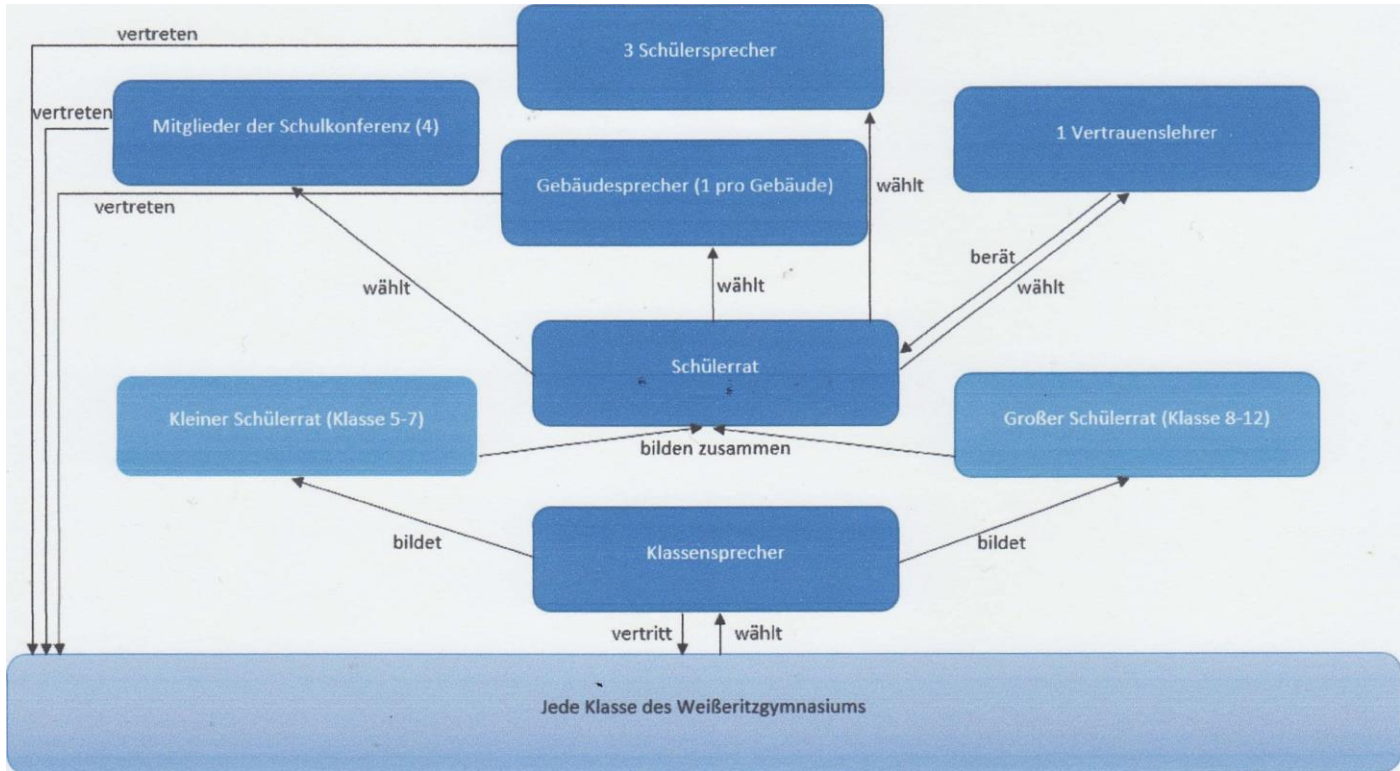 vertreten
3 Schülersprecher
vertreten
Mitglieder der Schulkonferenz (4)
1 Vertrauenslehrer
Gebäudesprecher (1 pro Gebäude)
wählt
vertreten
berät
wählt
wählt
wählt
Schülerrat
Kleiner Schülerrat (Klasse 5-7)
Großer Schülerrat (Klasse 8-12)
bilden zusammen
bildet
Klassensprecher
bildet
vertritt
wählt
Jede Klasse des Weißeritzgymnasiums